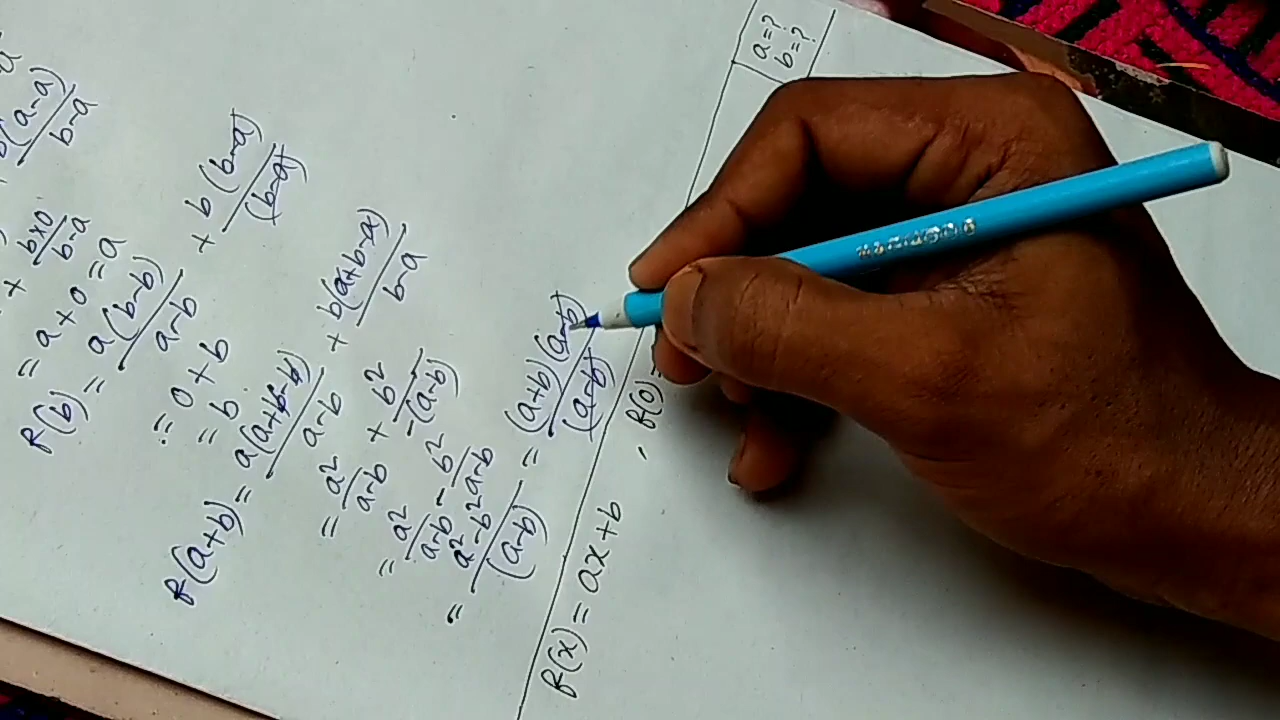 b(a-a)/b-a
+ b×0/b-a
= a + 0 = a
f(b) = a(b-b)/a-b + b(b-a)/(b-a)
:= 0 + b
= b
f(a+b) = a(a+b-b)/a-b + b(a+b-a)/b-a
= a²/a-b + b²/-(a-b)
= a²/a-b - b²/a-b
= a²-b²/(a-b) = (a+b)(a-b)/(a-b)
f(x) = ax+b , f(0)=
a=?
b=?